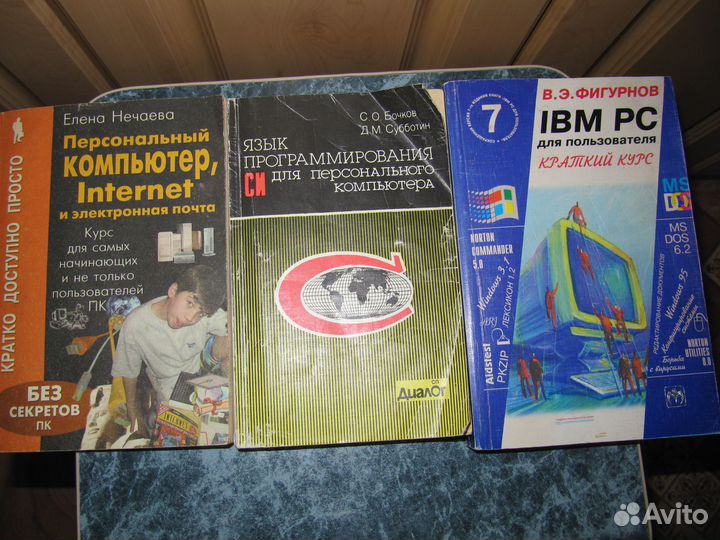 КРАТКО ДОСТУПНО ПРОСТО
Елена Нечаева
Персональный
КОМПЬЮТЕР,
Internet
и электронная почта
Курс
для самых
начинающих
и не только
пользователей
ПК
БЕЗ
СЕКРЕТОВ
ПК
С. О. Бочков
Д. М. Субботин
ЯЗЫК
ПРОГРАММИРОВАНИЯ
СИ для персонального
компьютера
СП
Диалог
7
В.Э.ФИГУРНОВ
IBM PC
для пользователя
КРАТКИЙ КУРС
MS
DOS
6.2
NORTON
COMMANDER
5.0
Windows 3.1
ARJ
ЛЕКСИКОН 1.2
Aidstest
PKZIP
РЕДАКТИРОВАНИЕ ДОКУМЕНТОВ
Windows 95
Борьба
с вирусами
NORTON
UTILITIES
8.0
Avito